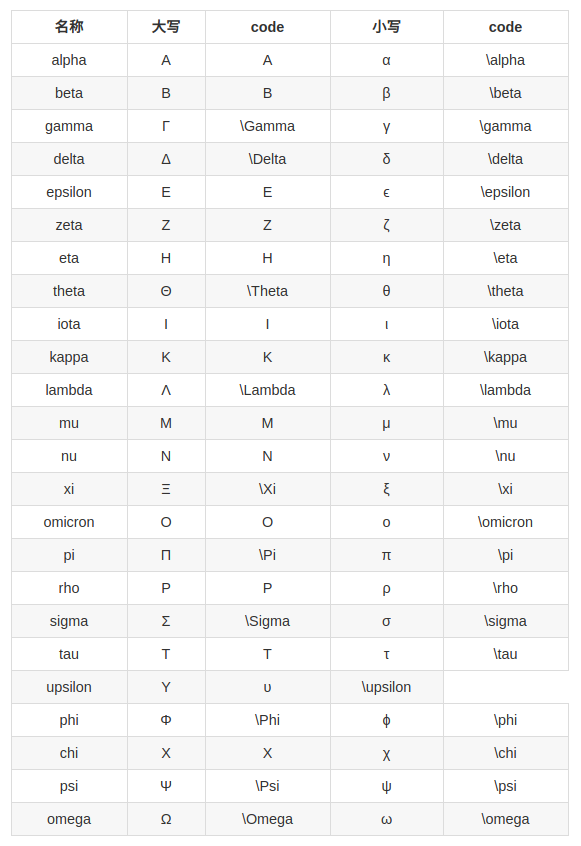 名称 大写 code 小写 code
alpha Α A α \alpha
beta Β B β \beta
gamma Γ \Gamma γ \gamma
delta Δ \Delta δ \delta
epsilon Ε E ϵ \epsilon
zeta Ζ Z ζ \zeta
eta Η H η \eta
theta Θ \Theta θ \theta
iota Ι I ι \iota
kappa Κ K κ \kappa
lambda Λ \Lambda λ \lambda
mu Μ M μ \mu
nu Ν N ν \nu
xi Ξ \Xi ξ \xi
omicron Ο O ο \omicron
pi Π \Pi π \pi
rho Ρ P ρ \rho
sigma Σ \Sigma σ \sigma
tau Τ T τ \tau
upsilon Υ υ \upsilon
phi Φ \Phi ϕ \phi
chi Χ X χ \chi
psi Ψ \Psi ψ \psi
omega Ω \Omega ω \omega